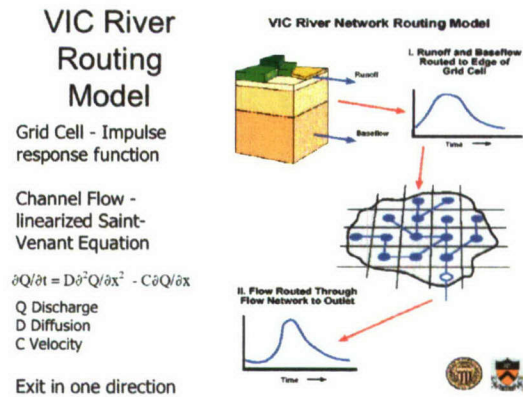 VIC River
Routing
Model
Grid Cell - Impulse
response function
Channel Flow -
linearized Saint-
Venant Equation
∂Q/∂t = D∂²Q/∂x² - C∂Q/∂x
Q Discharge
D Diffusion
C Velocity
Exit in one direction
VIC River Network Routing Model
I. Runoff and Baseflow
Routed to Edge of
Grid Cell
Runoff
Baseflow
Time
II. Flow Routed Through
Flow Network to Outlet
Time